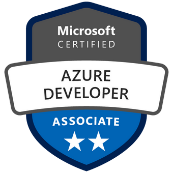 Microsoft
CERTIFIED
AZURE
DEVELOPER
ASSOCIATE